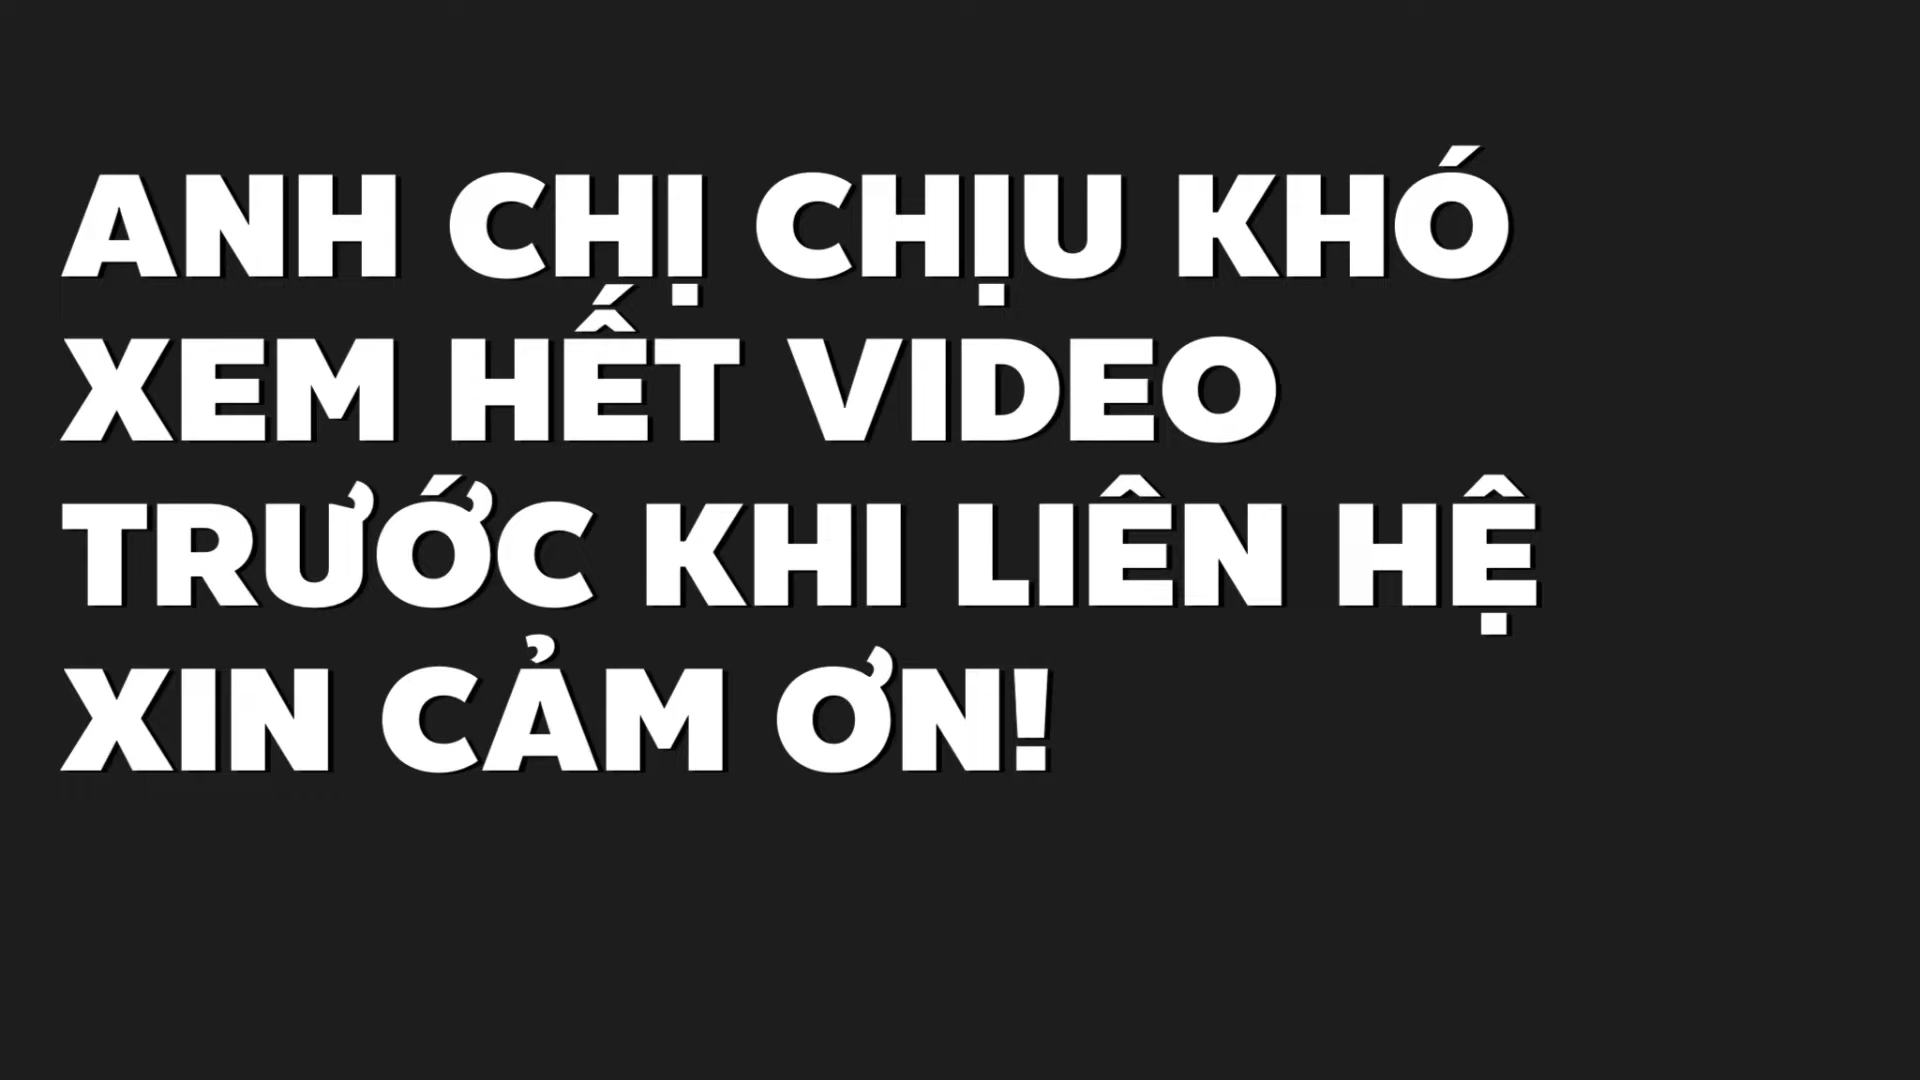 ANH CHỊ CHỊU KHÓ
XEM HẾT VIDEO
TRƯỚC KHI LIÊN HỆ
XIN CẢM ƠN!